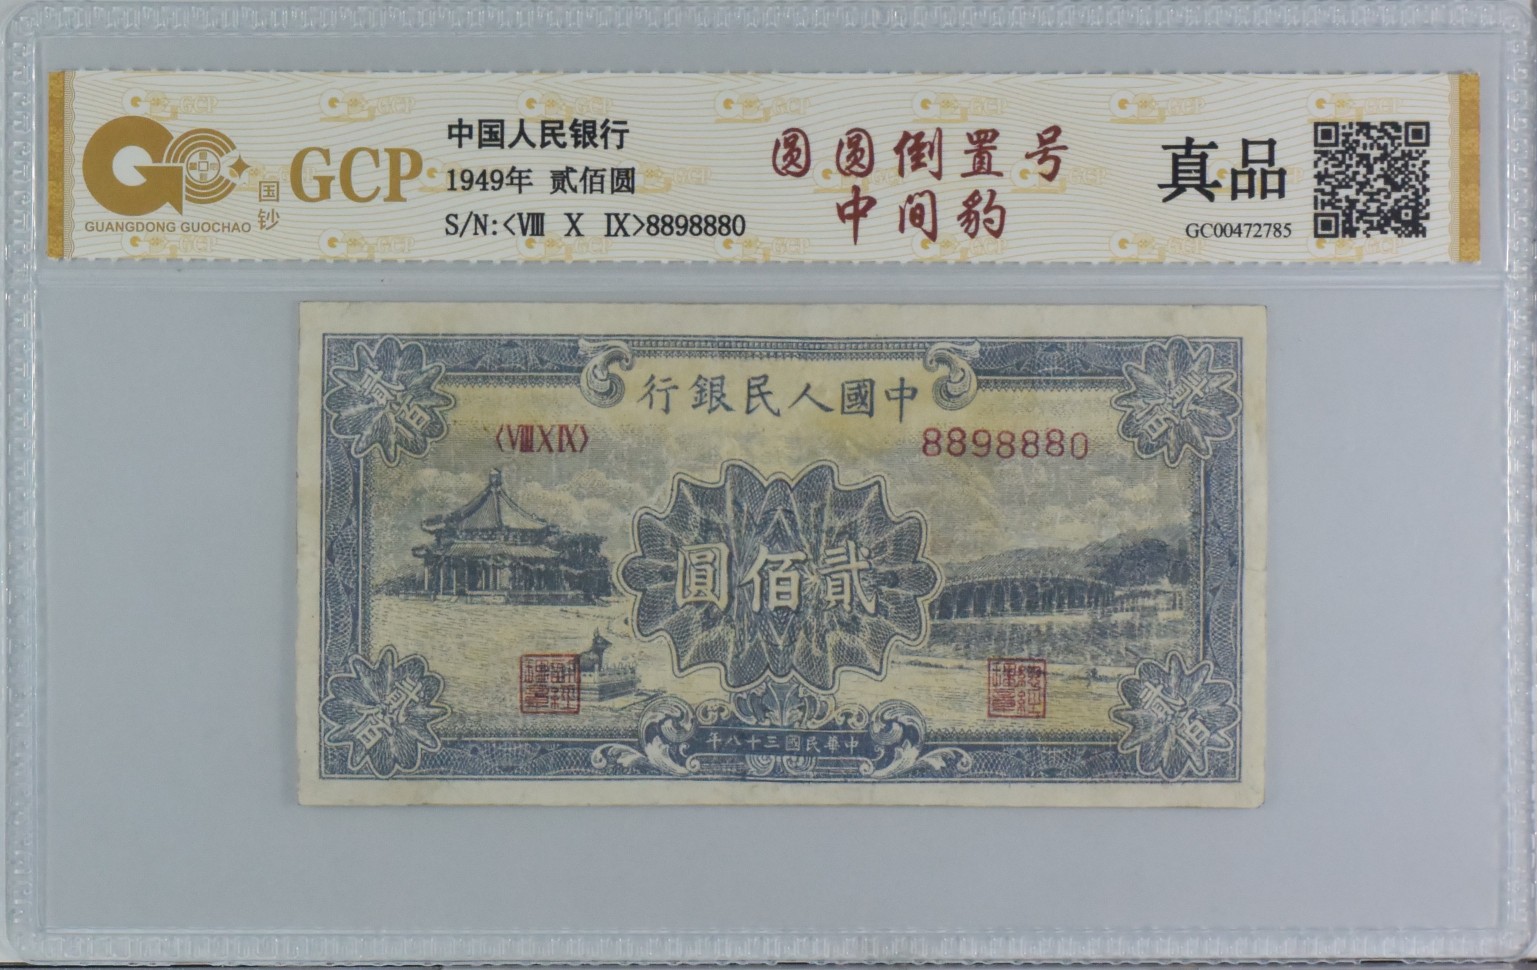 GCP
国钞
GUANGDONG GUOCHAO
中国人民银行
1949年 贰佰圆
S/N:<Ⅷ Ⅹ Ⅸ>8898880
圆圆倒置号
中间豹
真品
GC00472785
行銀民人國中
<ⅧⅩⅨ>
8898880
圓佰貳
年八十三國民華中